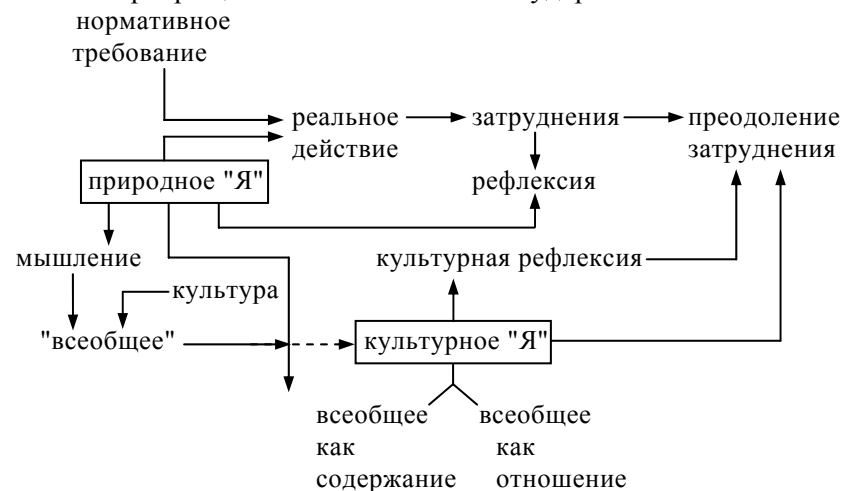 нормативное
требование
реальное
действие
затруднения
преодоление
затруднения
природное "Я"
рефлексия
мышление
культурная рефлексия
культура
"всеобщее"
культурное "Я"
всеобщее
как
содержание
всеобщее
как
отношение